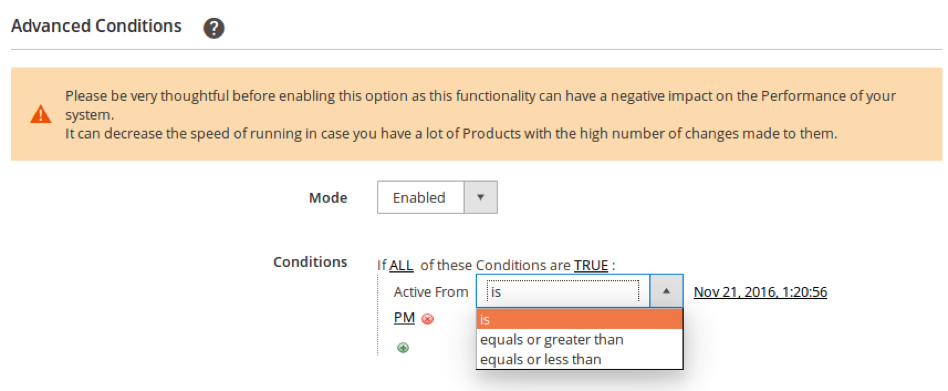 Advanced Conditions ?
Please be very thoughtful before enabling this option as this functionality can have a negative impact on the Performance of your
system.
It can decrease the speed of running in case you have a lot of Products with the high number of changes made to them.
Mode Enabled
Conditions If ALL of these Conditions are TRUE :
Active From is Nov 21, 2016, 1:20:56
PM
is
equals or greater than
equals or less than